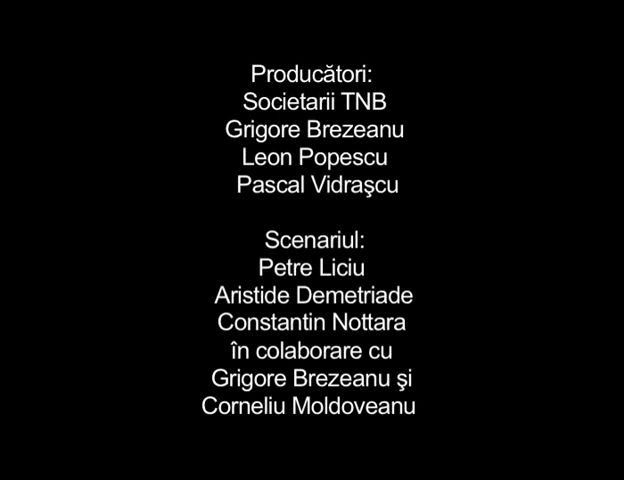 Producători:
Societarii TNB
Grigore Brezeanu
Leon Popescu
Pascal Vidraşcu
Scenariul:
Petre Liciu
Aristide Demetriade
Constantin Nottara
în colaborare cu
Grigore Brezeanu şi
Corneliu Moldoveanu